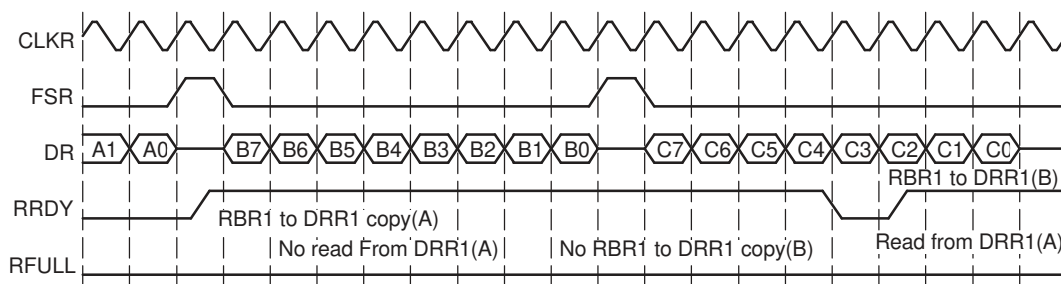 CLKR
FSR
DR A1 A0 B7 B6 B5 B4 B3 B2 B1 B0 C7 C6 C5 C4 C3 C2 C1 C0
RBR1 to DRR1(B)
RRDY
RBR1 to DRR1 copy(A)
No read From DRR1(A) No RBR1 to DRR1 copy(B) Read from DRR1(A)
RFULL